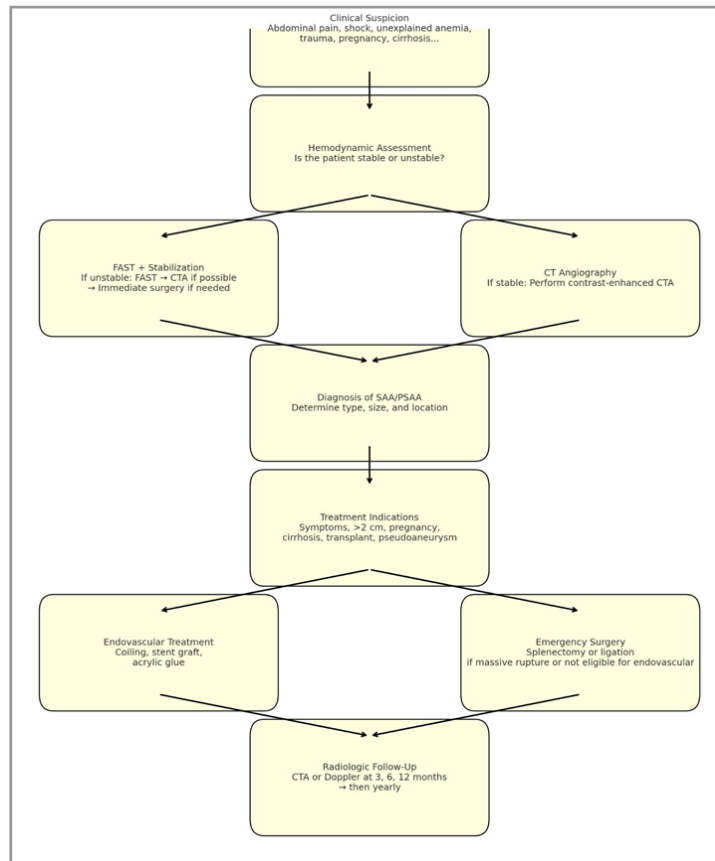 Clinical Suspicion
Abdominal pain, shock, unexplained anemia,
trauma, pregnancy, cirrhosis...
Hemodynamic Assessment
Is the patient stable or unstable?
FAST + Stabilization
If unstable: FAST → CTA if possible
→ Immediate surgery if needed
CT Angiography
If stable: Perform contrast-enhanced CTA
Diagnosis of SAA/PSAA
Determine type, size, and location
Treatment Indications
Symptoms, >2 cm, pregnancy,
cirrhosis, transplant, pseudoaneurysm
Endovascular Treatment
Coiling, stent graft,
acrylic glue
Emergency Surgery
Splenectomy or ligation
if massive rupture or not eligible for endovascular
Radiologic Follow-Up
CTA or Doppler at 3, 6, 12 months
→ then yearly